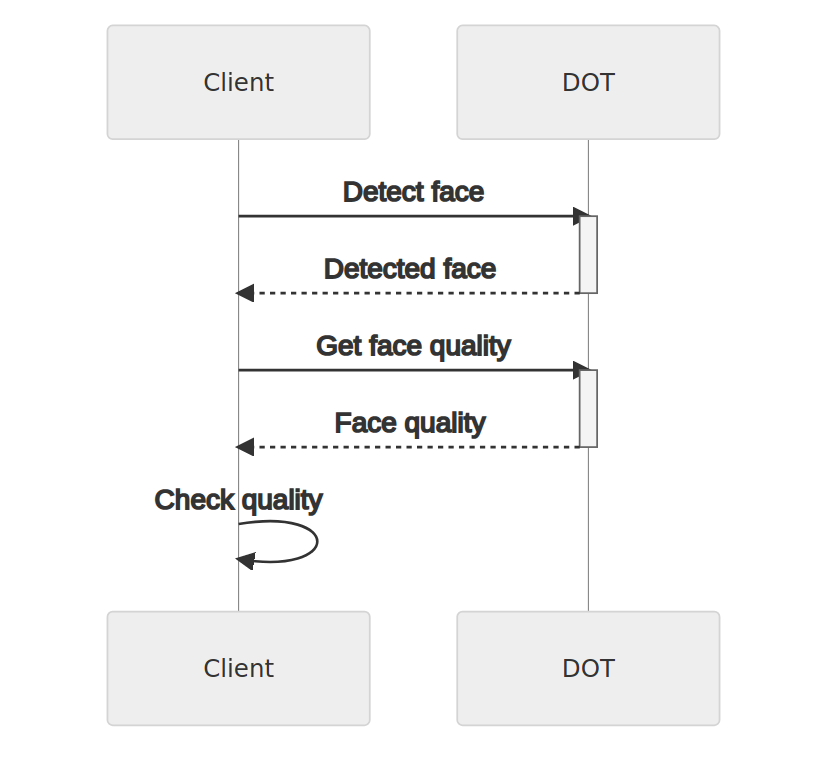 Client
DOT
Detect face
Detected face
Get face quality
Face quality
Check quality
Client
DOT